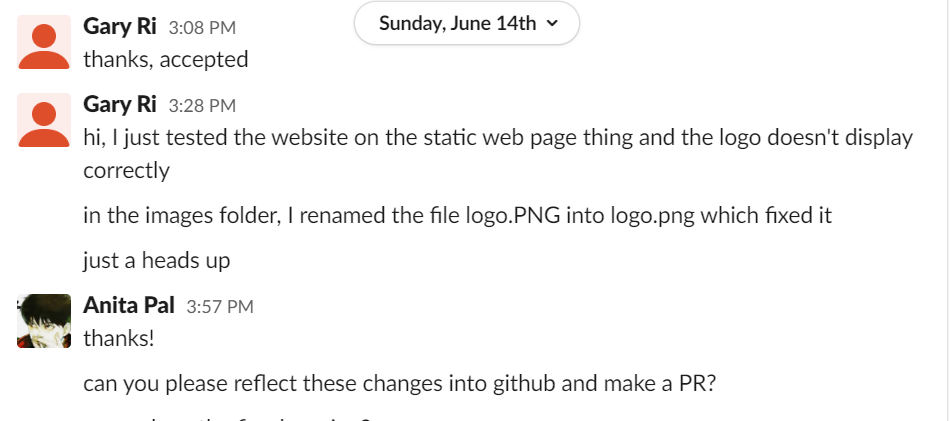 Sunday, June 14th
Gary Ri 3:08 PM
thanks, accepted
Gary Ri 3:28 PM
hi, I just tested the website on the static web page thing and the logo doesn't display
correctly
in the images folder, I renamed the file logo.PNG into logo.png which fixed it
just a heads up
Anita Pal 3:57 PM
thanks!
can you please reflect these changes into github and make a PR?